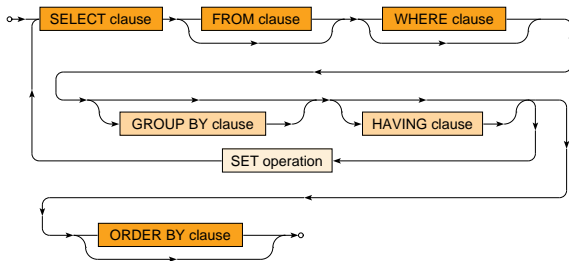 SELECT clause FROM clause WHERE clause
GROUP BY clause HAVING clause
SET operation
ORDER BY clause